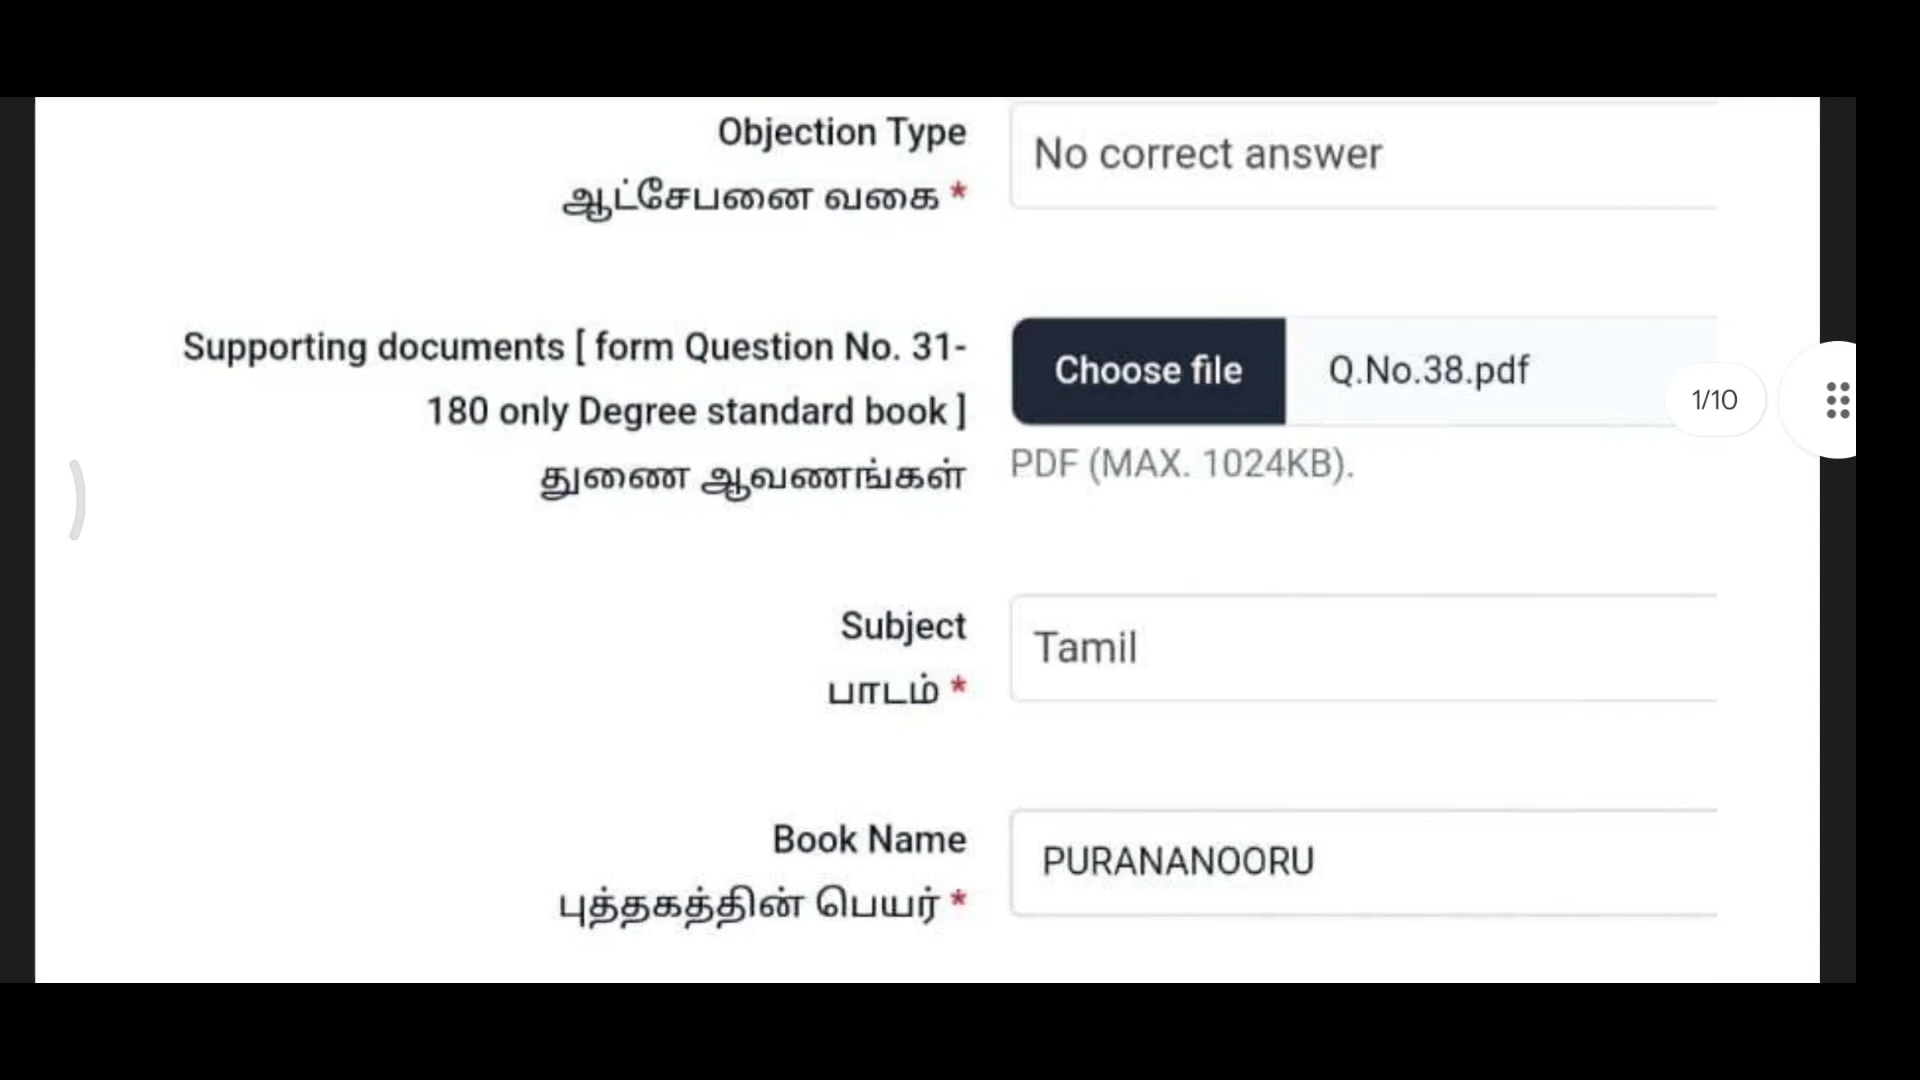 Objection Type
ஆட்சேபனை வகை *
No correct answer
Supporting documents [ form Question No. 31-
180 only Degree standard book ]
துணை ஆவணங்கள்
Choose file
Q.No.38.pdf
PDF (MAX. 1024KB).
1/10
Subject
பாடம் *
Tamil
Book Name
புத்தகத்தின் பெயர் *
PURANANOORU